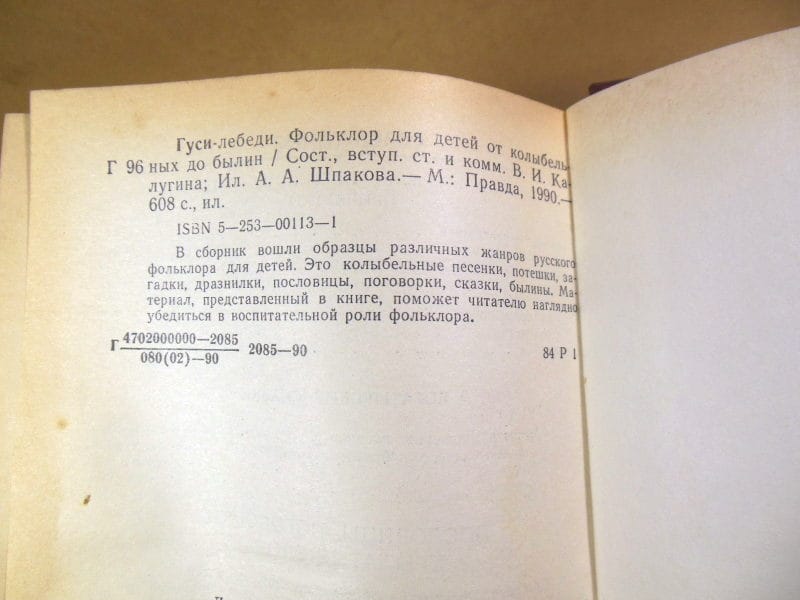 Гуси-лебеди. Фольклор для детей от колыбель-
Г 96 ных до былин / Сост., вступ. ст. и комм. В. И. Ка-
лугина; Ил. А. А. Шпакова.— М.: Правда, 1990.—
608 с., ил.
ISBN 5—253—00113—1
В сборник вошли образцы различных жанров русского
фольклора для детей. Это колыбельные песенки, потешки, за-
гадки, дразнилки, пословицы, поговорки, сказки, былины. Ма-
териал, представленный в книге, поможет читателю наглядно
убедиться в воспитательной роли фольклора.
Г 4702000000—2085
080(02)—90
2085—90
84 Р 1